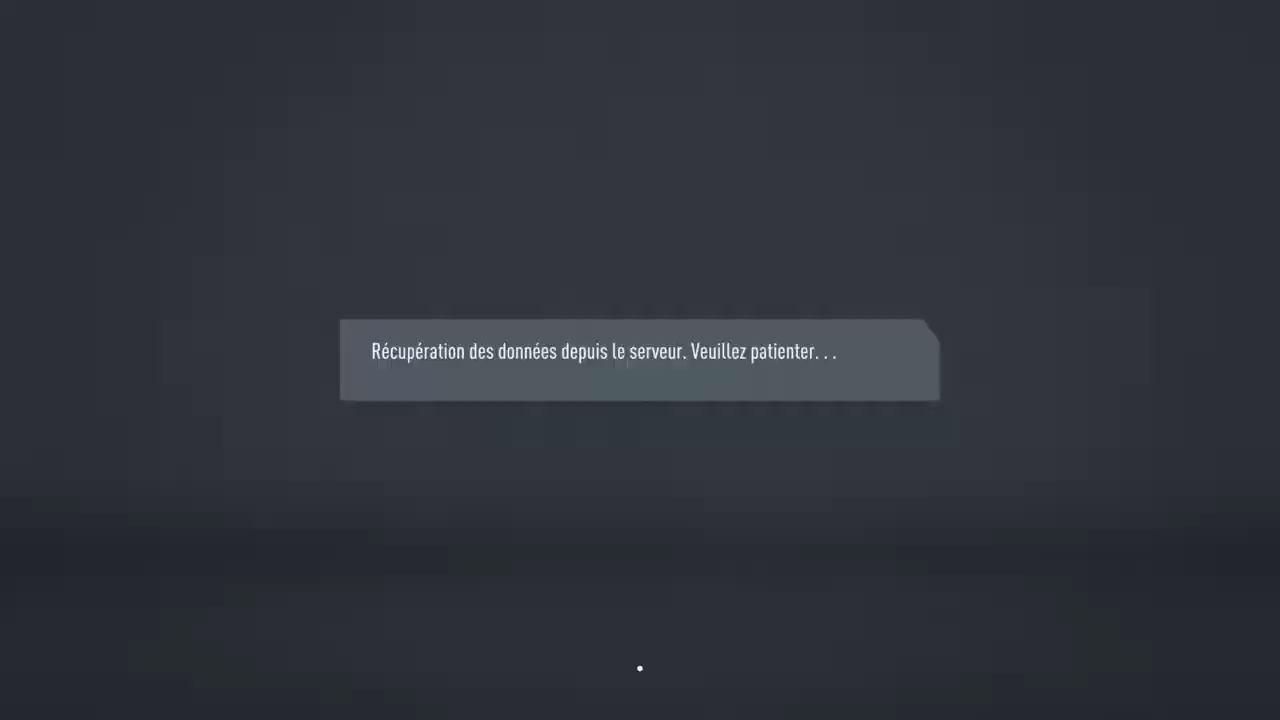 Récupération des données depuis le serveur. Veuillez patienter. . .